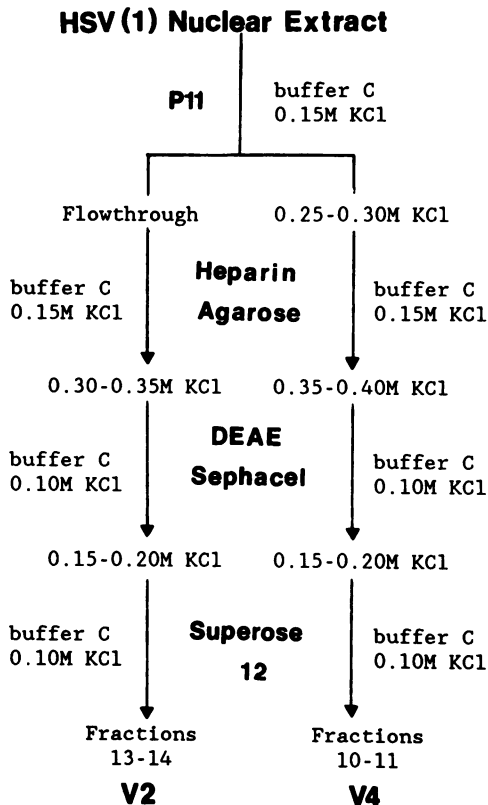 HSV(1) Nuclear Extract
P11
buffer C
0.15M KCl
Flowthrough
0.25-0.30M KCl
Heparin
Agarose
buffer C
0.15M KCl
buffer C
0.15M KCl
0.30-0.35M KCl
0.35-0.40M KCl
DEAE
Sephacel
buffer C
0.10M KCl
buffer C
0.10M KCl
0.15-0.20M KCl
0.15-0.20M KCl
Superose
12
buffer C
0.10M KCl
buffer C
0.10M KCl
Fractions
13-14
Fractions
10-11
V2
V4